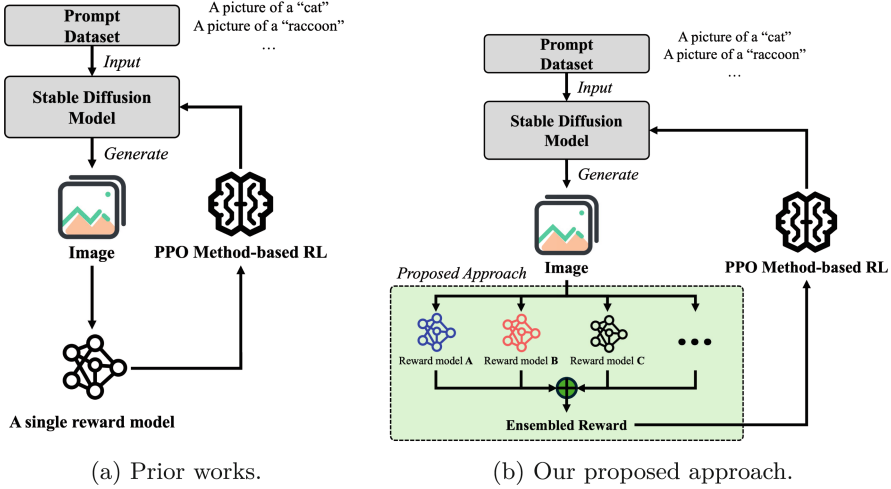 Prompt
Dataset
A picture of a “cat”
A picture of a “raccoon”
…
Input
Stable Diffusion
Model
Generate
Image
PPO Method-based RL
A single reward model
(a) Prior works.
Prompt
Dataset
A picture of a “cat”
A picture of a “raccoon”
…
Input
Stable Diffusion
Model
Generate
Image
PPO Method-based RL
Proposed Approach
Reward model A
Reward model B
Reward model C
Ensembled Reward
(b) Our proposed approach.